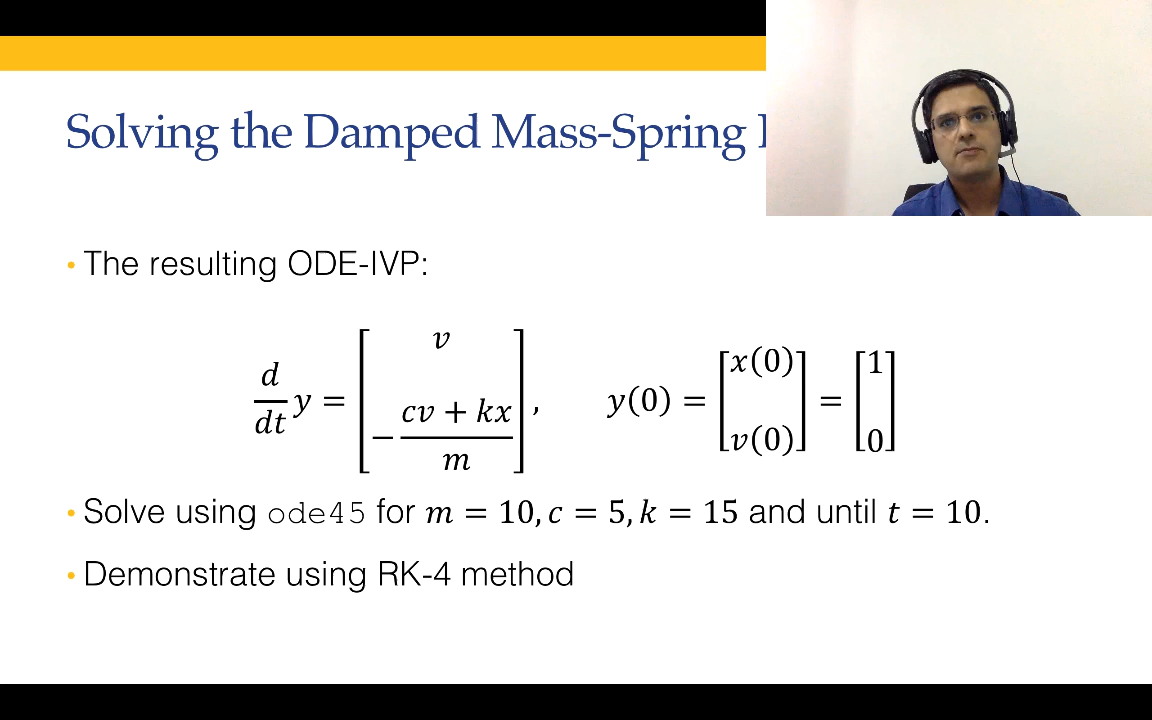 Solving the Damped Mass-Spring
• The resulting ODE-IVP:
d/dt y = [v ; −(cv + kx)/m], y(0) = [x(0) ; v(0)] = [1 ; 0]
• Solve using ode45 for m = 10, c = 5, k = 15 and until t = 10.
• Demonstrate using RK-4 method